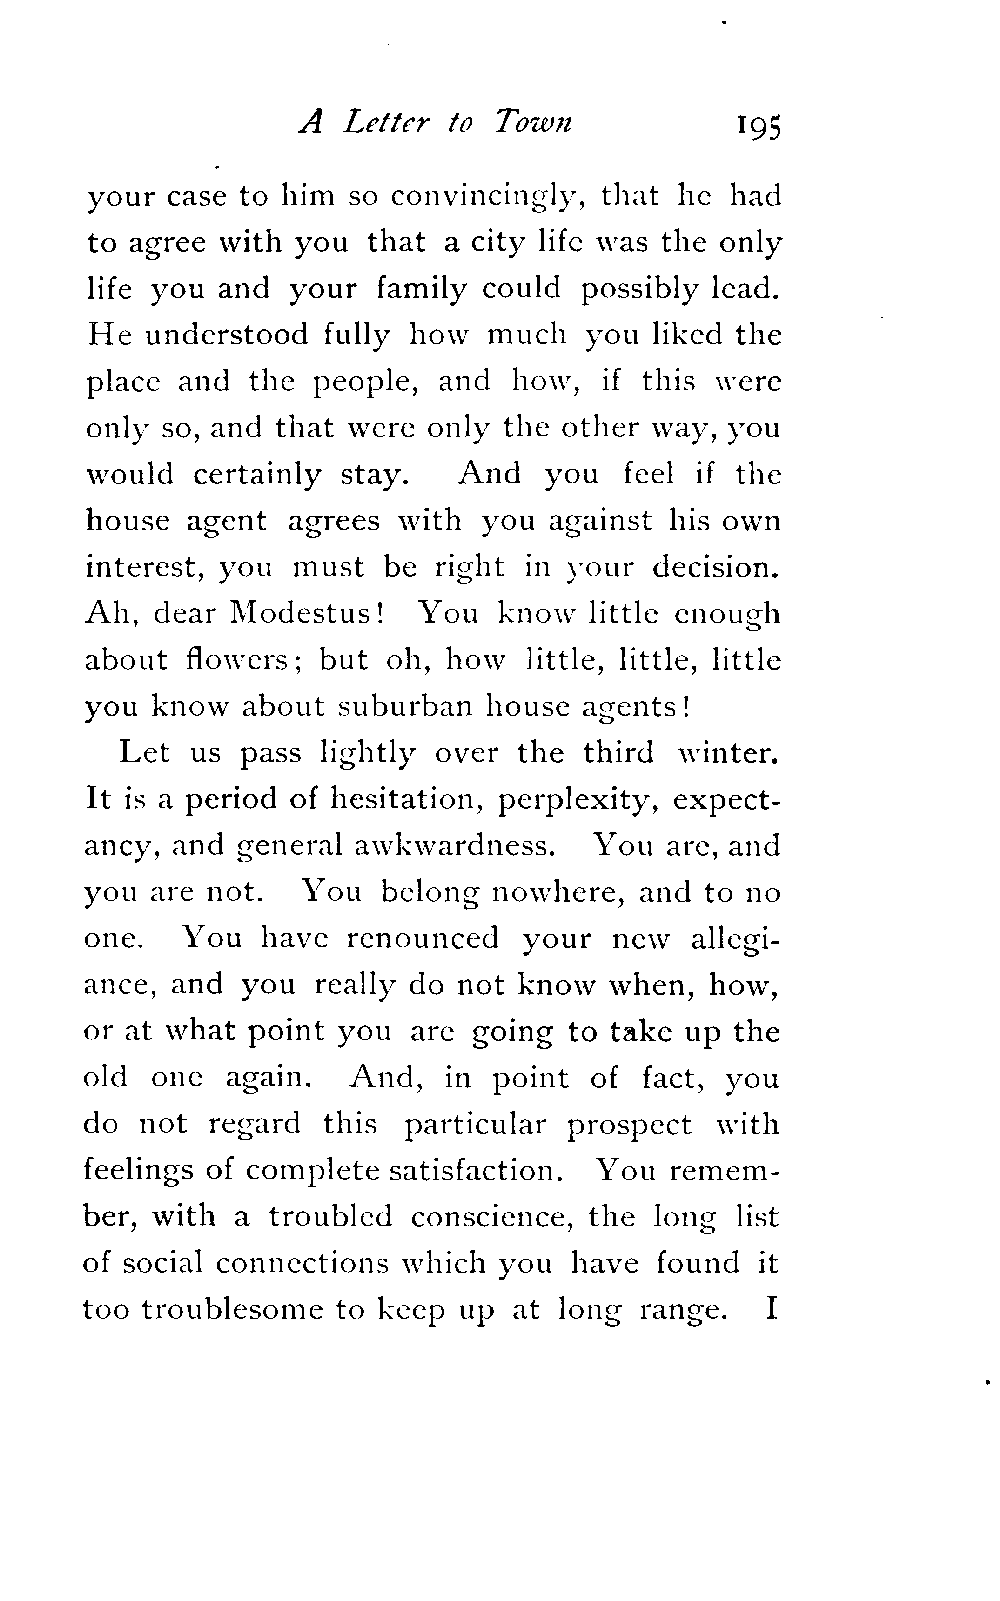 A Letter to Town 195
your case to him so convincingly, that he had
to agree with you that a city life was the only
life you and your family could possibly lead.
He understood fully how much you liked the
place and the people, and how, if this were
only so, and that were only the other way, you
would certainly stay. And you feel if the
house agent agrees with you against his own
interest, you must be right in your decision.
Ah, dear Modestus! You know little enough
about flowers; but oh, how little, little, little
you know about suburban house agents!
Let us pass lightly over the third winter.
It is a period of hesitation, perplexity, expect-
ancy, and general awkwardness. You are, and
you are not. You belong nowhere, and to no
one. You have renounced your new allegi-
ance, and you really do not know when, how,
or at what point you are going to take up the
old one again. And, in point of fact, you
do not regard this particular prospect with
feelings of complete satisfaction. You remem-
ber, with a troubled conscience, the long list
of social connections which you have found it
too troublesome to keep up at long range. I